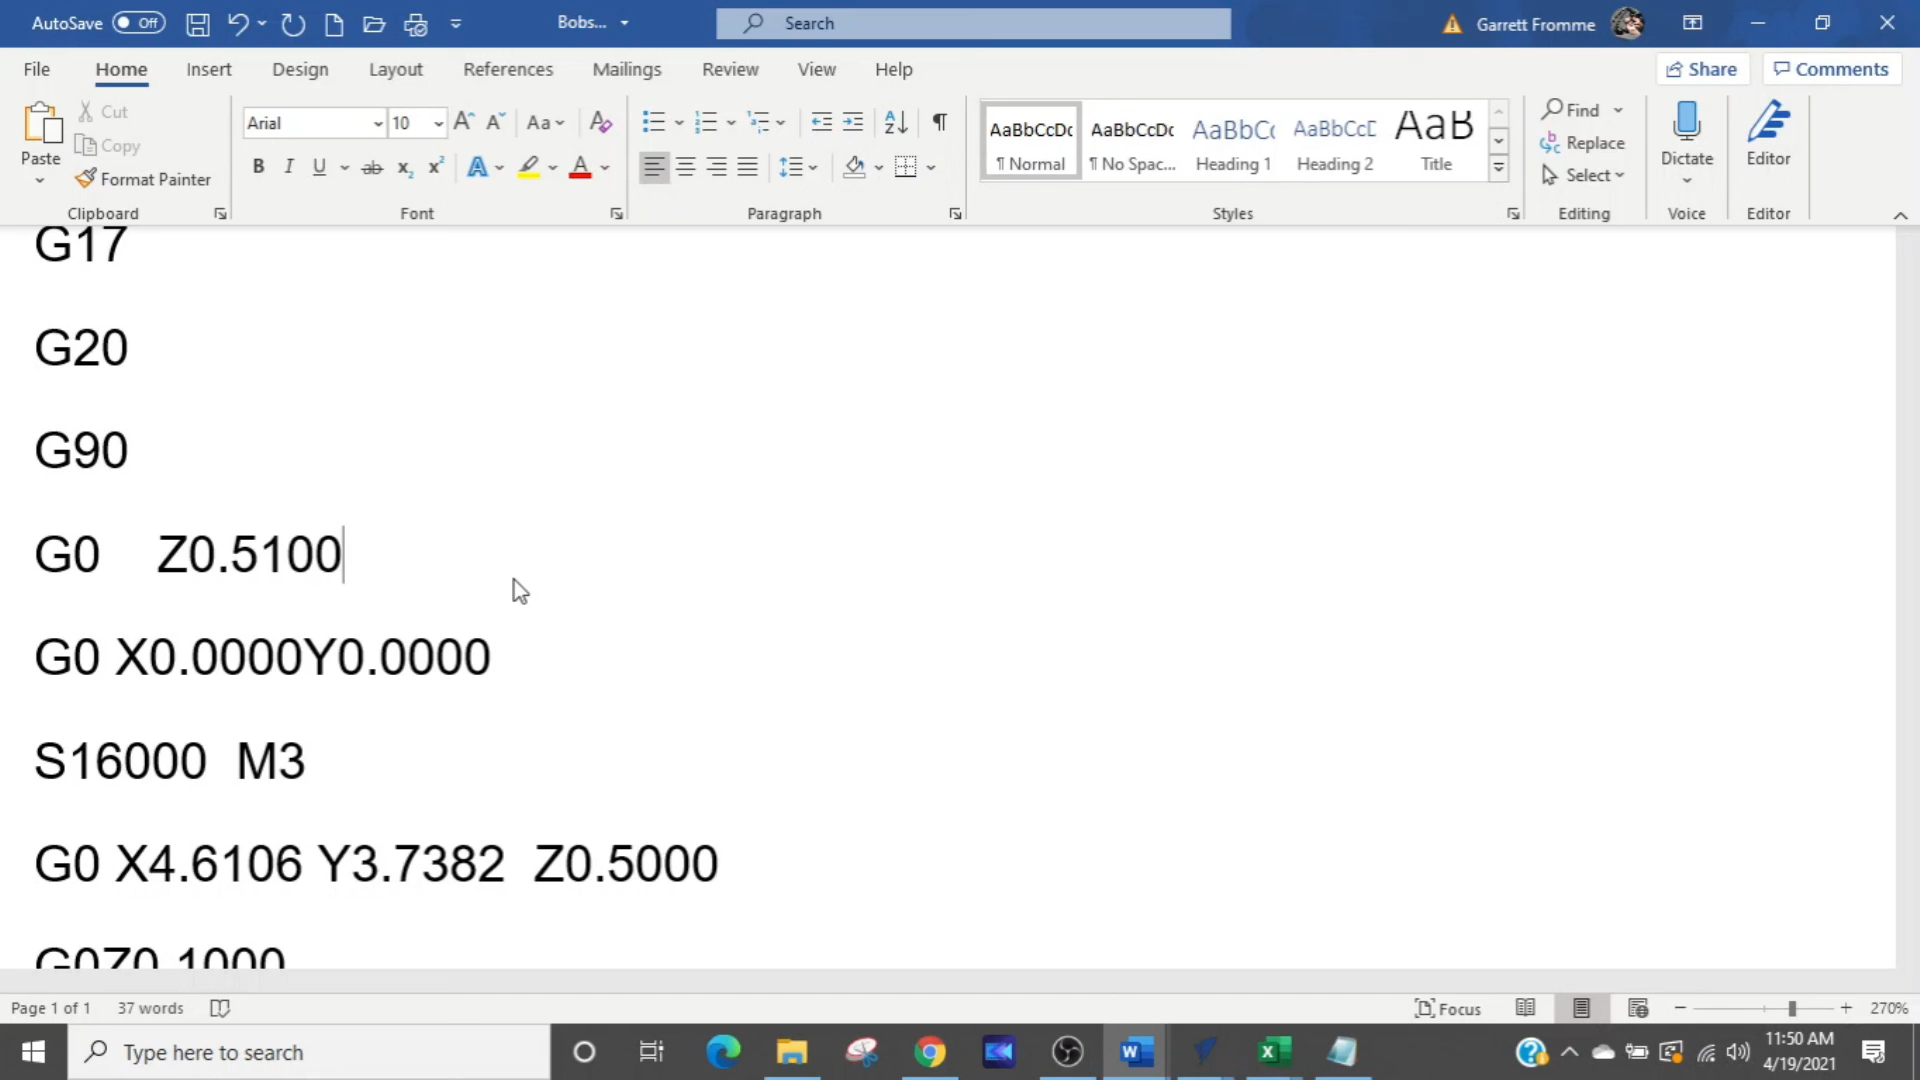 AutoSave Off Bobs... Search Garrett Fromme
File Home Insert Design Layout References Mailings Review View Help Share Comments
Paste Cut Copy Format Painter Clipboard
Arial 10 Aa Font
B I U ab x₂ x² A A
Paragraph
AaBbCcDc ¶ Normal
AaBbCcDc ¶ No Spac...
AaBbCc Heading 1
AaBbCcD Heading 2
AaB Title
Styles
Find Replace Select Editing
Dictate Voice
Editor Editor
G17
G20
G90
G0 Z0.5100
G0 X0.0000Y0.0000
S16000 M3
G0 X4.6106 Y3.7382 Z0.5000
G0Z0.1000
Page 1 of 1 37 words Focus 270%
Type here to search 11:50 AM
4/19/2021